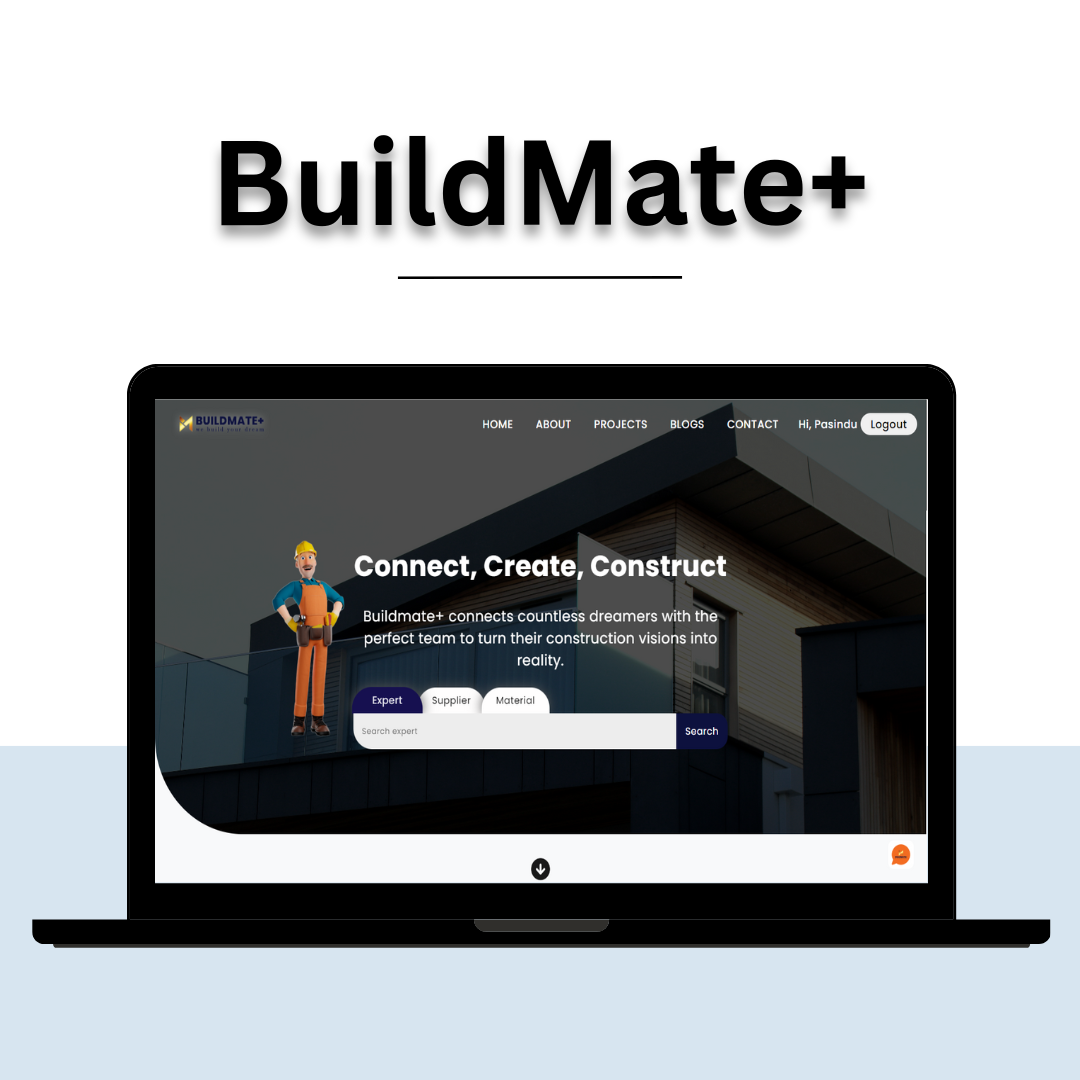 BuildMate+
BUILDMATE+
we build your dream
HOME ABOUT PROJECTS BLOGS CONTACT Hi, Pasindu Logout
Connect, Create, Construct
Buildmate+ connects countless dreamers with the
perfect team to turn their construction visions into
reality.
Expert Supplier Material
Search expert Search